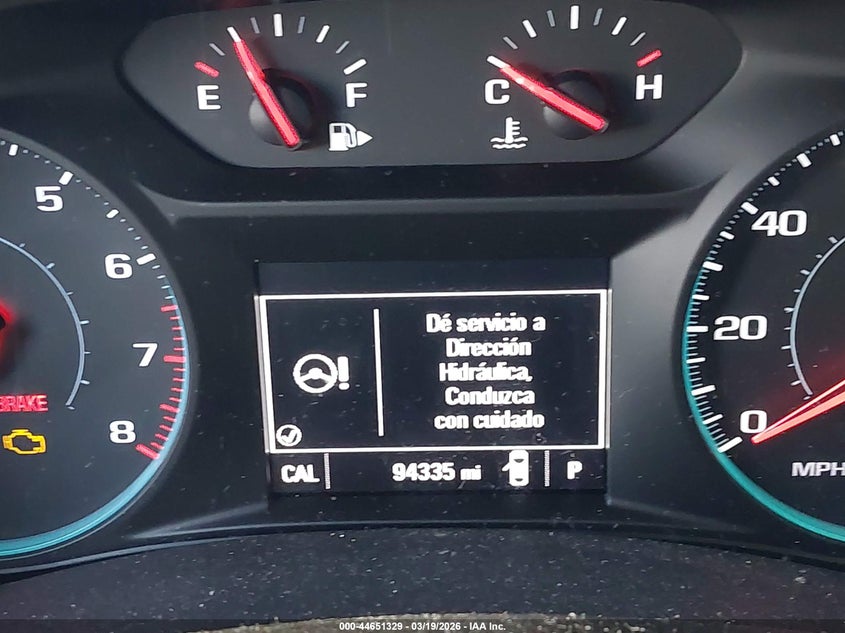 E F
C H
5
6
7
8
BRAKE
Dé servicio a
Dirección
Hidráulica,
Conduzca
con cuidado
CAL 94335 mi P
40
20
0
MPH
000-44651329 - 03/19/2026 - IAA Inc.